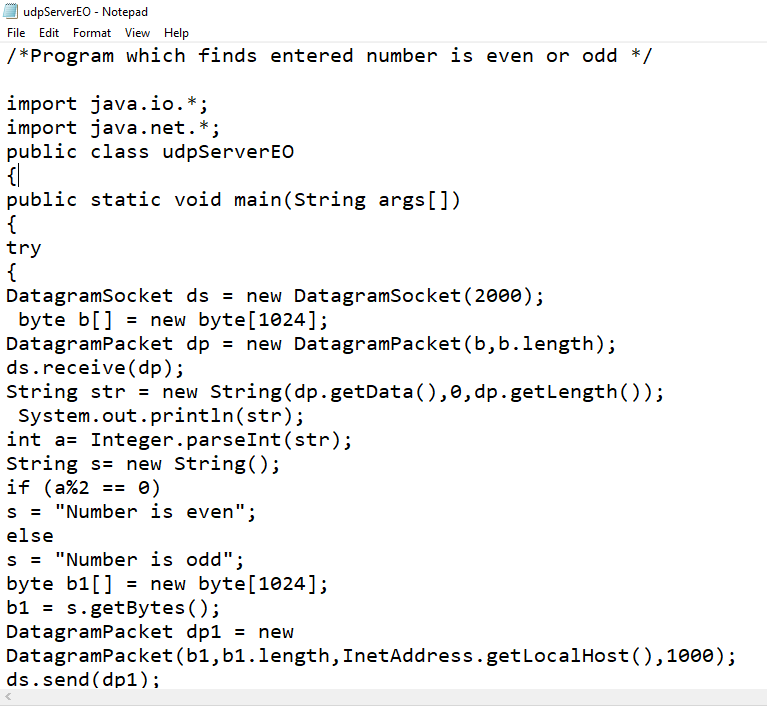 udpServerEO - Notepad
File Edit Format View Help
/*Program which finds entered number is even or odd */
import java.io.*;
import java.net.*;
public class udpServerEO
{
public static void main(String args[])
{
try
{
DatagramSocket ds = new DatagramSocket(2000);
 byte b[] = new byte[1024];
DatagramPacket dp = new DatagramPacket(b,b.length);
ds.receive(dp);
String str = new String(dp.getData(),0,dp.getLength());
 System.out.println(str);
int a= Integer.parseInt(str);
String s= new String();
if (a%2 == 0)
s = "Number is even";
else
s = "Number is odd";
byte b1[] = new byte[1024];
b1 = s.getBytes();
DatagramPacket dp1 = new
DatagramPacket(b1,b1.length,InetAddress.getLocalHost(),1000);
ds.send(dp1);